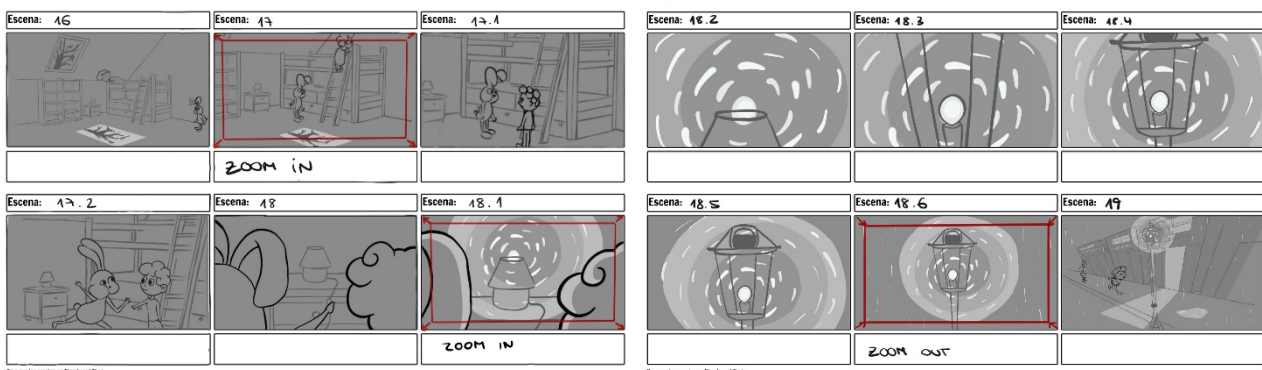 Escena: 16
Escena: 17
Escena: 17.1
ZOOM IN
Escena: 17.2
Escena: 18
Escena: 18.1
ZOOM IN
Escena: 18.2
Escena: 18.3
Escena: 18.4
Escena: 18.5
Escena: 18.6
Escena: 19
ZOOM OUT